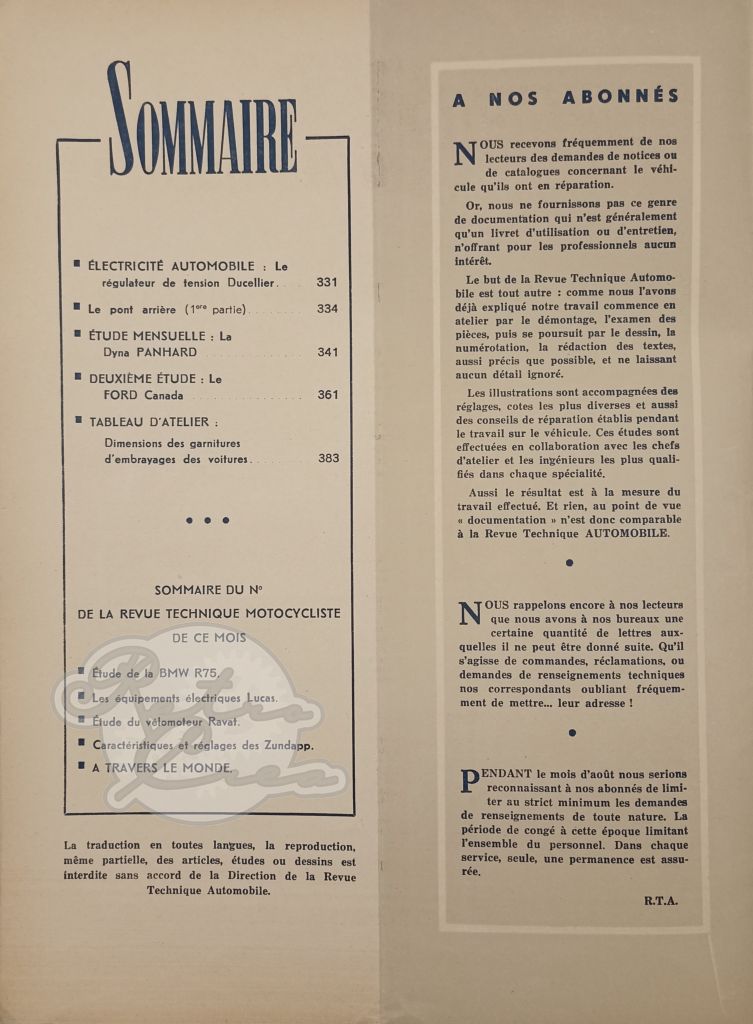 SOMMAIRE
■ ÉLECTRICITÉ AUTOMOBILE : Le
régulateur de tension Ducellier. . . 331
■ Le pont arrière (1ere partie) . . . . . . . 334
■ ÉTUDE MENSUELLE : La
Dyna PANHARD . . . . . . . 341
■ DEUXIÈME ÉTUDE : Le
FORD Canada . . . . . . . 361
■ TABLEAU D'ATELIER :
Dimensions des garnitures
d'embrayages des voitures. . . 383
● ● ●
SOMMAIRE DU N°
DE LA REVUE TECHNIQUE MOTOCYCLISTE
DE CE MOIS
■ Étude de la BMW R75.
■ Les équipements électriques Lucas.
■ Étude du vélomoteur Ravat.
■ Caractéristiques et réglages des Zundapp.
■ A TRAVERS LE MONDE.
Retro
Crea
La traduction en toutes langues, la reproduction,
même partielle, des articles, études ou dessins est
interdite sans accord de la Direction de la Revue
Technique Automobile.
A NOS ABONNÉS
NOUS recevons fréquemment de nos
lecteurs des demandes de notices ou
de catalogues concernant le véhi-
cule qu'ils ont en réparation.
Or, nous ne fournissons pas ce genre
de documentation qui n'est généralement
qu'un livret d'utilisation ou d'entretien,
n'offrant pour les professionnels aucun
intérêt.
Le but de la Revue Technique Automo-
bile est tout autre : comme nous l'avons
déjà expliqué notre travail commence en
atelier par le démontage, l'examen des
pièces, puis se poursuit par le dessin, la
numérotation, la rédaction des textes,
aussi précis que possible, et ne laissant
aucun détail ignoré.
Les illustrations sont accompagnées des
réglages, cotes les plus diverses et aussi
des conseils de réparation établis pendant
le travail sur le véhicule. Ces études sont
effectuées en collaboration avec les chefs
d'atelier et les ingénieurs les plus quali-
fiés dans chaque spécialité.
Aussi le résultat est à la mesure du
travail effectué. Et rien, au point de vue
« documentation » n'est donc comparable
à la Revue Technique AUTOMOBILE.
●
NOUS rappelons encore à nos lecteurs
que nous avons à nos bureaux une
certaine quantité de lettres aux-
quelles il ne peut être donné suite. Qu'il
s'agisse de commandes, réclamations, ou
demandes de renseignements techniques
nos correspondants oubliant fréquem-
ment de mettre... leur adresse !
●
PENDANT le mois d'août nous serions
reconnaissant à nos abonnés de limi-
ter au strict minimum les demandes
de renseignements de toute nature. La
période de congé à cette époque limitant
l'ensemble du personnel. Dans chaque
service, seule, une permanence est assu-
rée.
R.T.A.